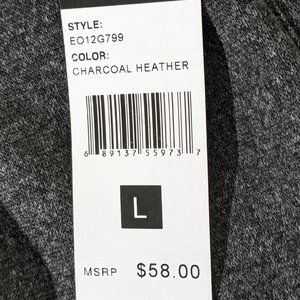 STYLE:
EO12G799
COLOR:
CHARCOAL HEATHER
6 89137 55973 7
L
MSRP $58.00